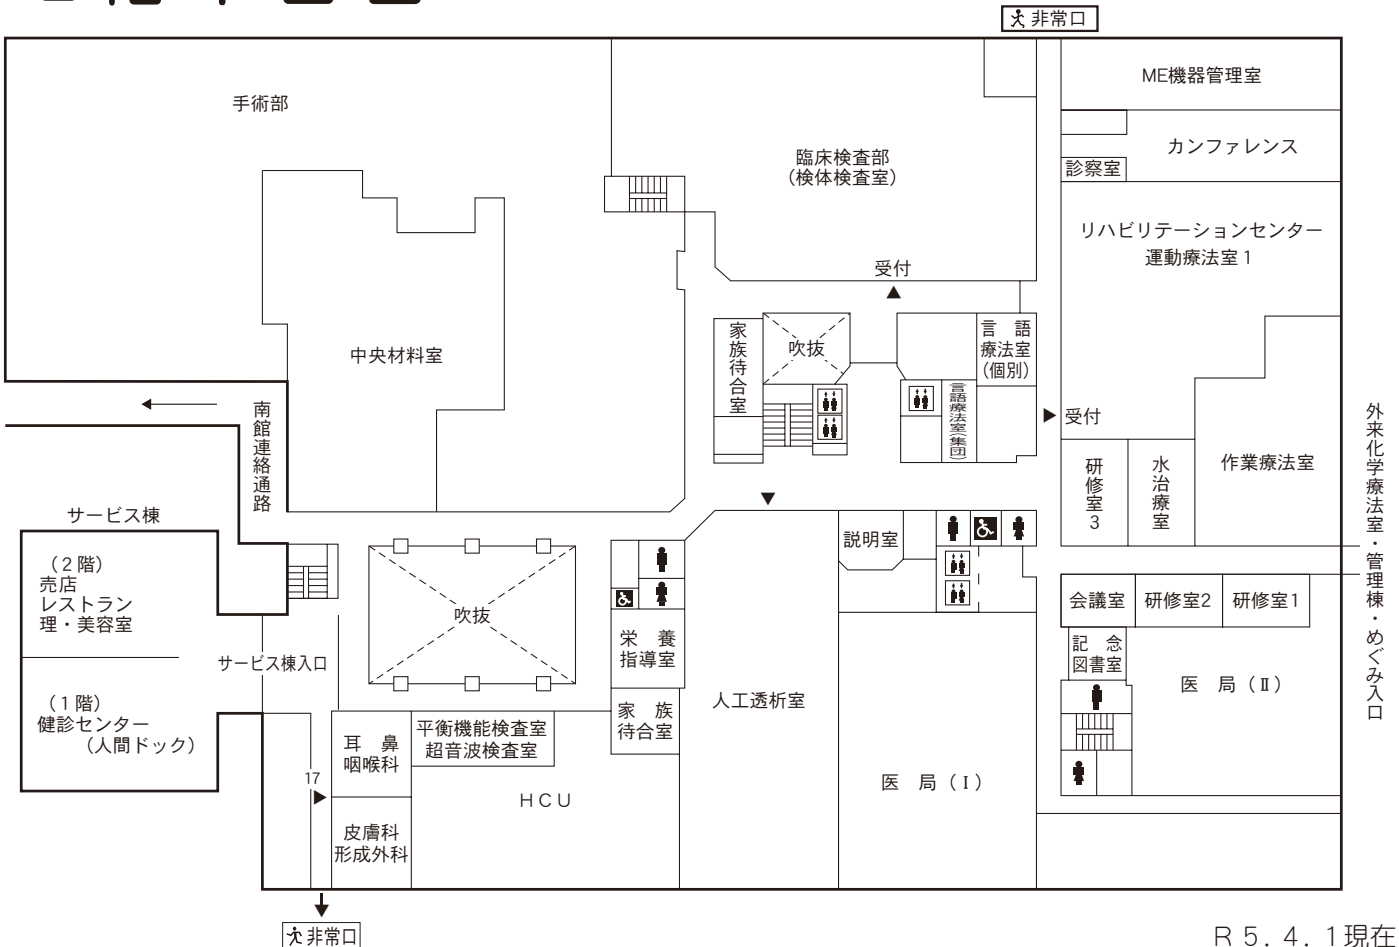 非常口
ME機器管理室
手術部
カンファレンス
臨床検査部
(検体検査室)
診察室
リハビリテーションセンター
運動療法室1
受付
家族待合室
吹抜
言 語
療法室
(個別)
中央材料室
言語療法室(集団)
受付
南館連絡通路
外来化学療法室・管理棟・めぐみ入口
研修室3
水治療室
作業療法室
サービス棟
説明室
(2階)
売店
レストラン
理・美容室
吹抜
会議室
研修室2
研修室1
栄 養
指導室
記 念
図書室
サービス棟入口
医 局(Ⅱ)
(1階)
健診センター
(人間ドック)
人工透析室
家 族
待合室
耳 鼻
咽喉科
平衡機能検査室
超音波検査室
17
HCU
医 局(Ⅰ)
皮膚科
形成外科
非常口
R5.4.1現在